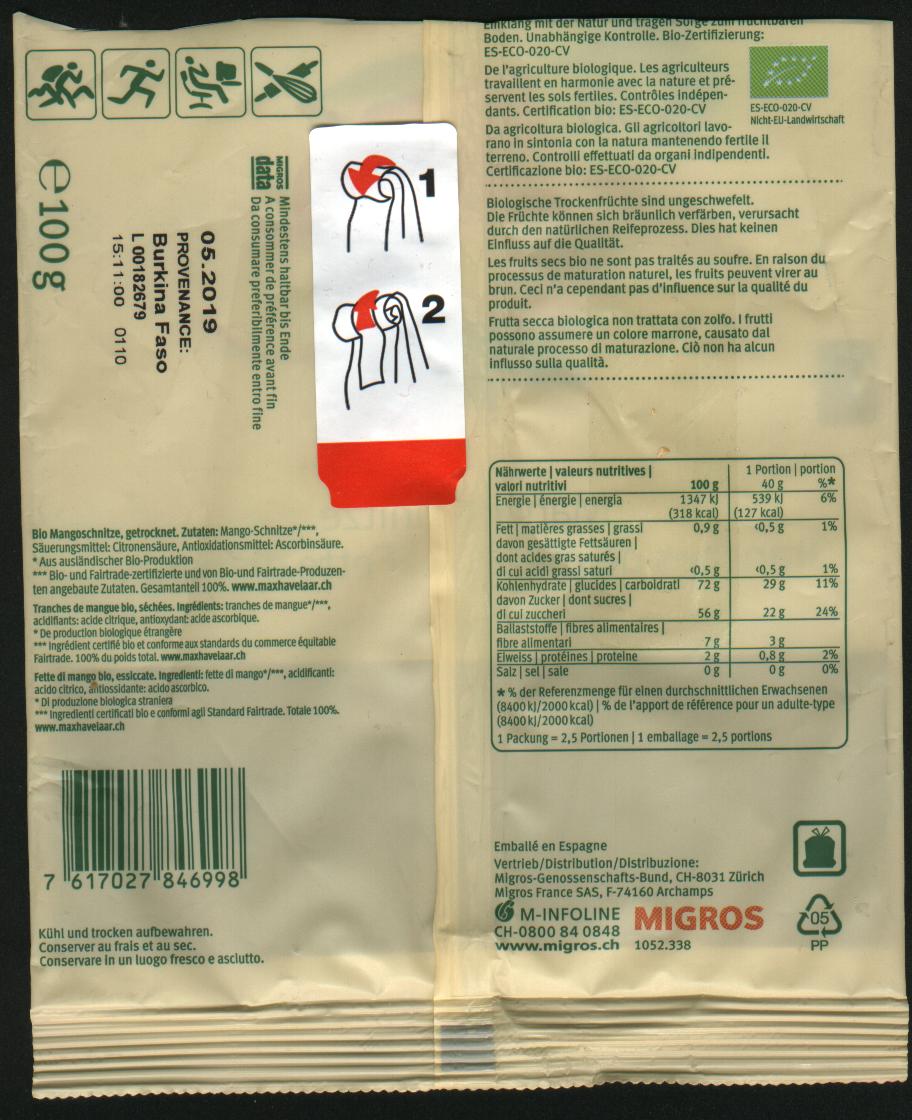 Einklang mit der Natur und tragen Sorge zum fruchtbaren
Boden. Unabhängige Kontrolle. Bio-Zertifizierung:
ES-ECO-020-CV
De l'agriculture biologique. Les agriculteurs
travaillent en harmonie avec la nature et pré-
servent les sols fertiles. Contrôles indépen-
dants. Certification bio: ES-ECO-020-CV
Da agricoltura biologica. Gli agricoltori lavo-
rano in sintonia con la natura mantenendo fertile il
terreno. Controlli effettuati da organi indipendenti.
Certificazione bio: ES-ECO-020-CV
ES-ECO-020-CV
Nicht-EU-Landwirtschaft
Biologische Trockenfrüchte sind ungeschwefelt.
Die Früchte können sich bräunlich verfärben, verursacht
durch den natürlichen Reifeprozess. Dies hat keinen
Einfluss auf die Qualität.
Les fruits secs bio ne sont pas traités au soufre. En raison du
processus de maturation naturel, les fruits peuvent virer au
brun. Ceci n'a cependant pas d'influence sur la qualité du
produit.
Frutta secca biologica non trattata con zolfo. I frutti
possono assumere un colore marrone, causato dal
naturale processo di maturazione. Ciò non ha alcun
influsso sulla qualità.
1
2
e 100 g
MIGROS
data
Mindestens haltbar bis Ende
A consommer de préférence avant fin
Da consumare preferibilmente entro fine
05.2019
PROVENANCE:
Burkina Faso
L 00182679
15:11:00 0110
Bio Mangoschnitze, getrocknet. Zutaten: Mango-Schnitze*/***,
Säuerungsmittel: Citronensäure, Antioxidationsmittel: Ascorbinsäure.
* Aus ausländischer Bio-Produktion
*** Bio- und Fairtrade-zertifizierte und von Bio-und Fairtrade-Produzen-
ten angebaute Zutaten. Gesamtanteil 100%. www.maxhavelaar.ch
Tranches de mangue bio, séchées. Ingrédients: tranches de mangue*/***,
acidifiants: acide citrique, antioxydant: acide ascorbique.
* De production biologique étrangère
*** Ingrédient certifié bio et conforme aux standards du commerce équitable
Fairtrade. 100% du poids total. www.maxhavelaar.ch
Fette di mango bio, essiccate. Ingredienti: fette di mango*/***, acidificanti:
acido citrico, antiossidante: acido ascorbico.
* Di produzione biologica straniera
*** Ingredienti certificati bio e conformi agli Standard Fairtrade. Totale 100%.
www.maxhavelaar.ch
7 617027 846998
Kühl und trocken aufbewahren.
Conserver au frais et au sec.
Conservare in un luogo fresco e asciutto.
Nährwerte | valeurs nutritives | 1 Portion | portion
valori nutritivi 100 g 40 g %*
Energie | énergie | energia 1347 kJ 539 kJ 6%
(318 kcal) (127 kcal)
Fett | matières grasses | grassi 0,9 g <0,5 g 1%
davon gesättigte Fettsäuren |
dont acides gras saturés |
di cui acidi grassi saturi <0,5 g <0,5 g 1%
Kohlenhydrate | glucides | carboidrati 72 g 29 g 11%
davon Zucker | dont sucres |
di cui zuccheri 56 g 22 g 24%
Ballaststoffe | fibres alimentaires |
fibre alimentari 7 g 3 g
Eiweiss | protéines | proteine 2 g 0,8 g 2%
Salz | sel | sale 0 g 0 g 0%
* % der Referenzmenge für einen durchschnittlichen Erwachsenen
(8400 kJ/2000 kcal) | % de l'apport de référence pour un adulte-type
(8400 kJ/2000 kcal)
1 Packung = 2,5 Portionen | 1 emballage = 2,5 portions
Emballé en Espagne
Vertrieb/Distribution/Distribuzione:
Migros-Genossenschafts-Bund, CH-8031 Zürich
Migros France SAS, F-74160 Archamps
M-INFOLINE MIGROS
CH-0800 84 0848
www.migros.ch 1052.338
05
PP